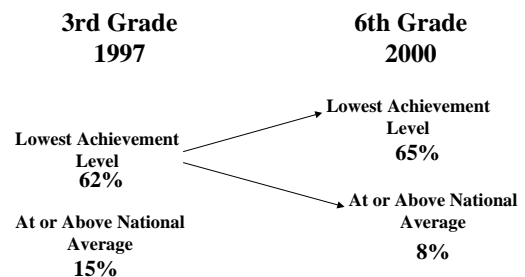 3rd Grade
1997
6th Grade
2000
Lowest Achievement
Level
62%
At or Above National
Average
15%
Lowest Achievement
Level
65%
At or Above National
Average
8%